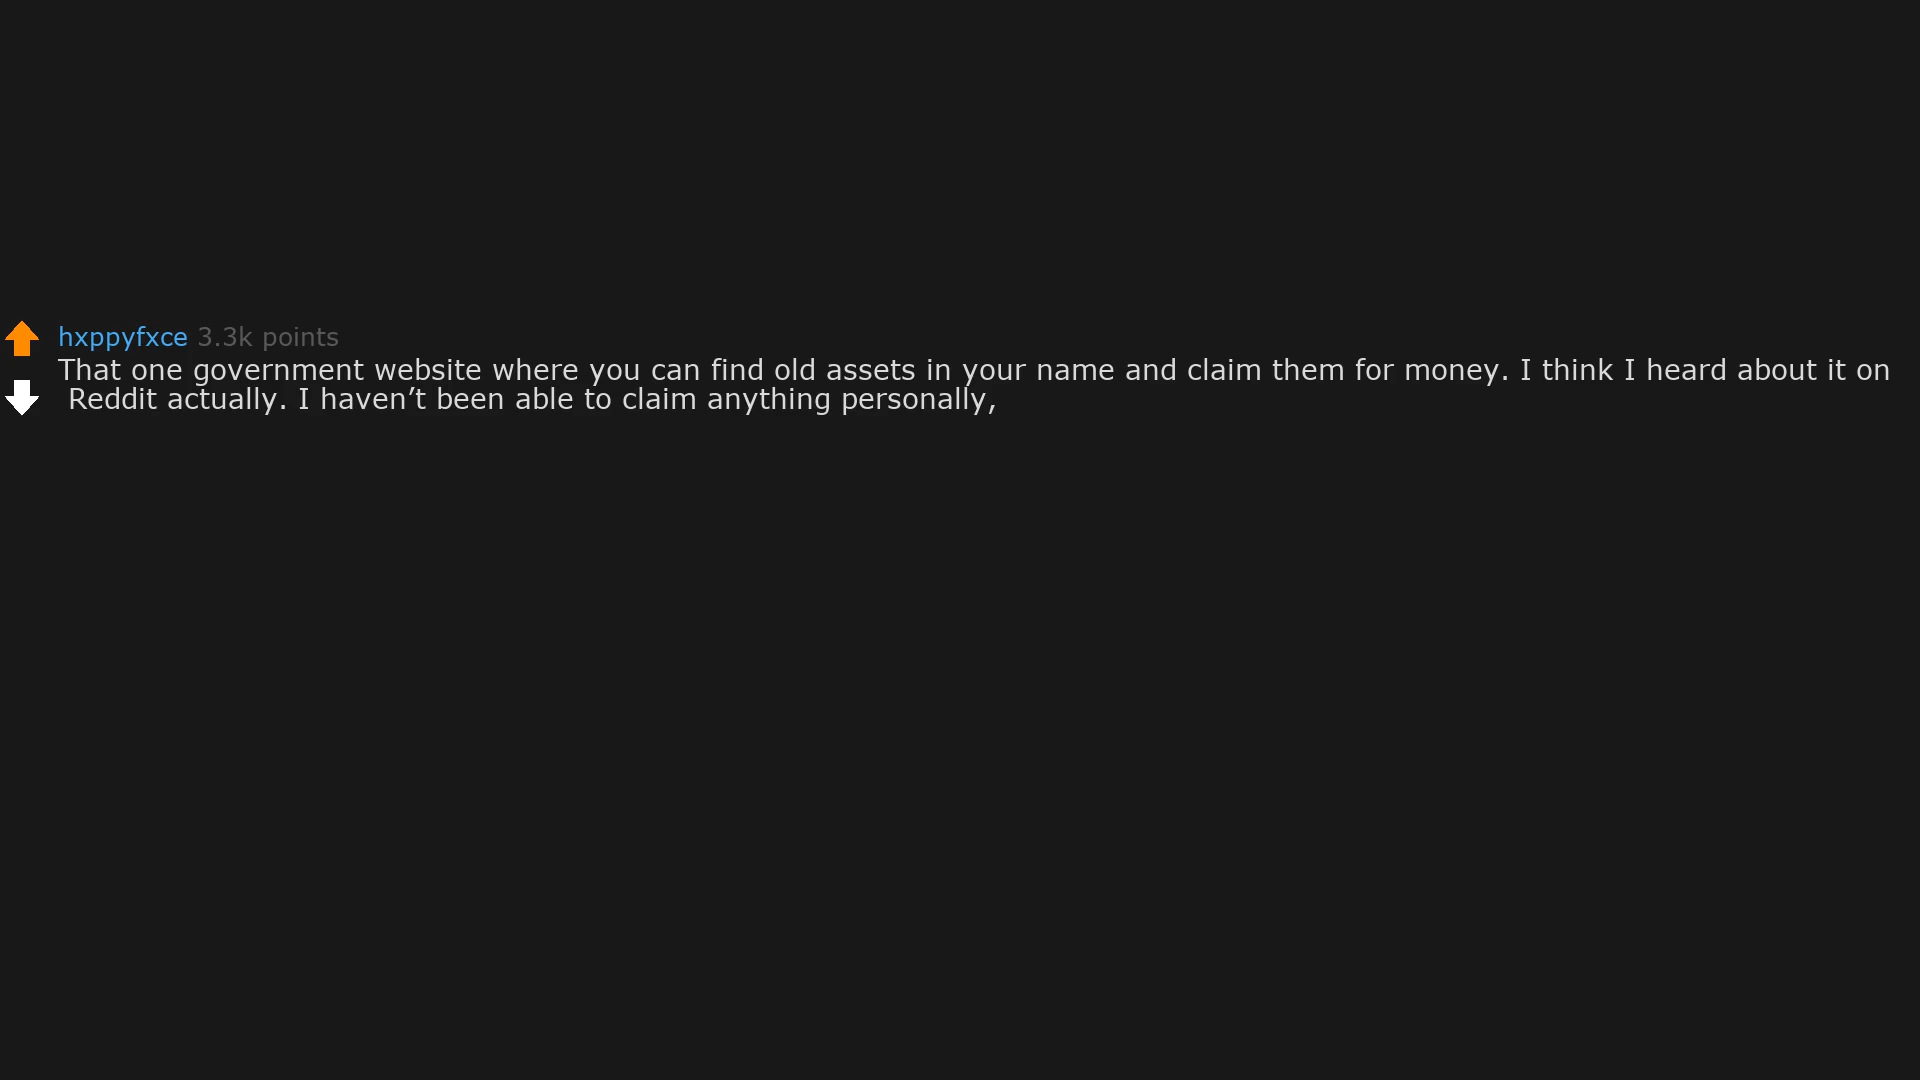 hxppyfxce 3.3k points
That one government website where you can find old assets in your name and claim them for money. I think I heard about it on
Reddit actually. I haven’t been able to claim anything personally,